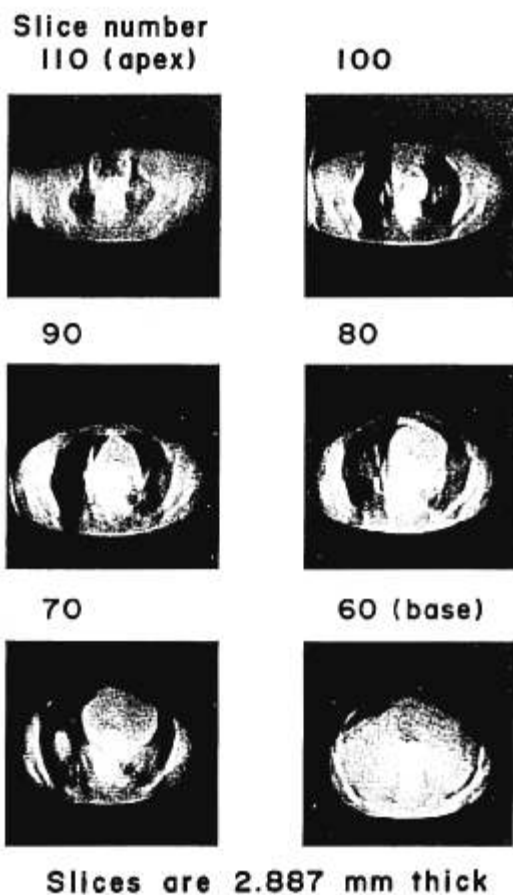 Slice number
110 (apex)
100
90
80
70
60 (base)
Slices are 2.887 mm thick